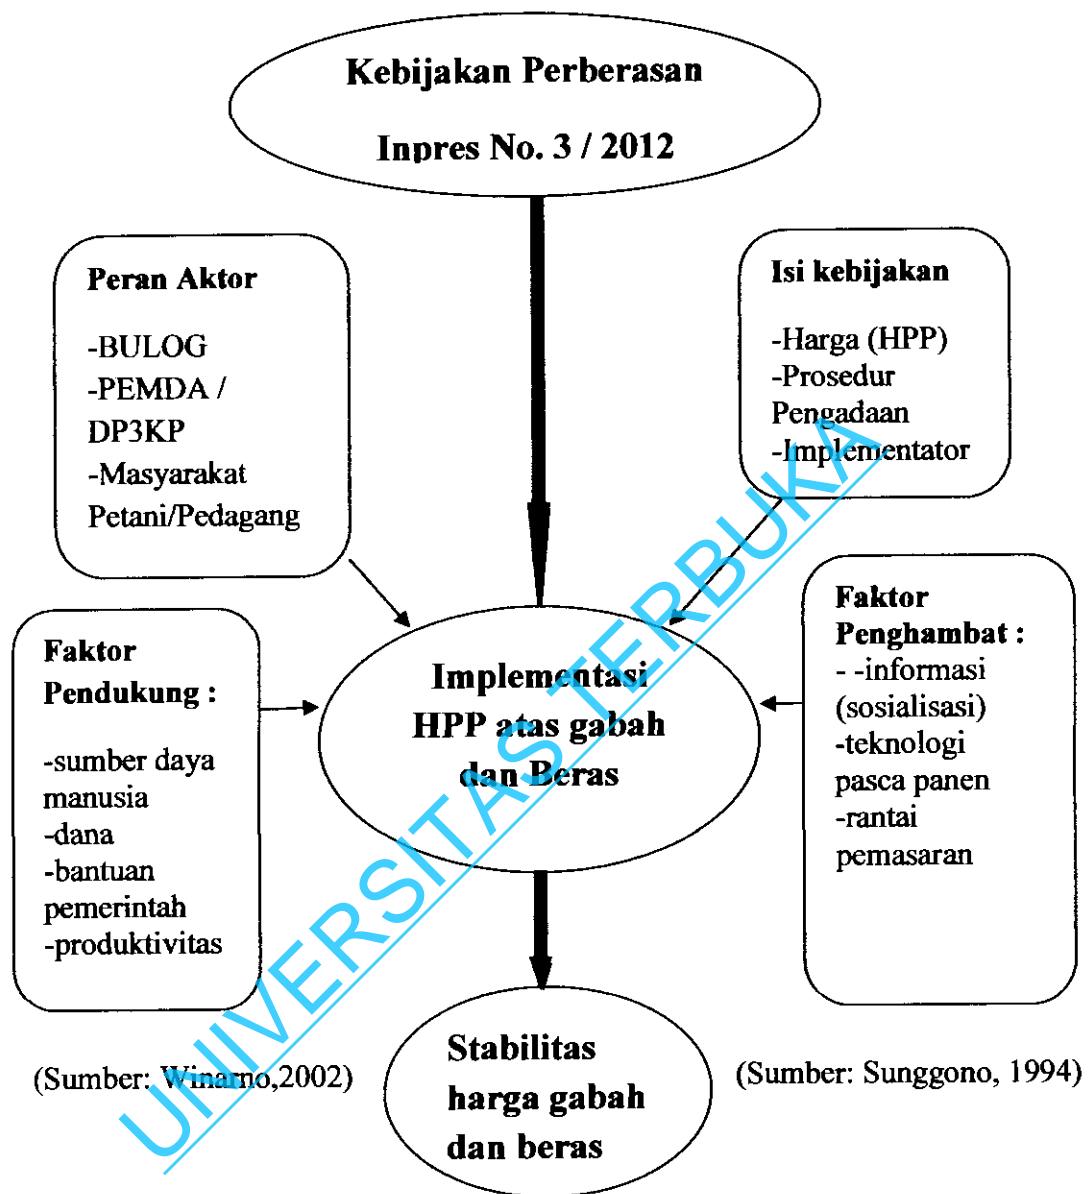 Kebijakan Perberasan
Inpres No. 3 / 2012
Peran Aktor
-BULOG
-PEMDA /
DP3KP
-Masyarakat
Petani/Pedagang
Isi kebijakan
-Harga (HPP)
-Prosedur
Pengadaan
-Implementator
Faktor
Pendukung :
-sumber daya
manusia
-dana
-bantuan
pemerintah
-produktivitas
Implementasi
HPP atas gabah
dan Beras
Faktor
Penghambat :
- -informasi
(sosialisasi)
-teknologi
pasca panen
-rantai
pemasaran
(Sumber: Winarno,2002)
Stabilitas
harga gabah
dan beras
(Sumber: Sunggono, 1994)
UNIVERSITAS TERBUKA